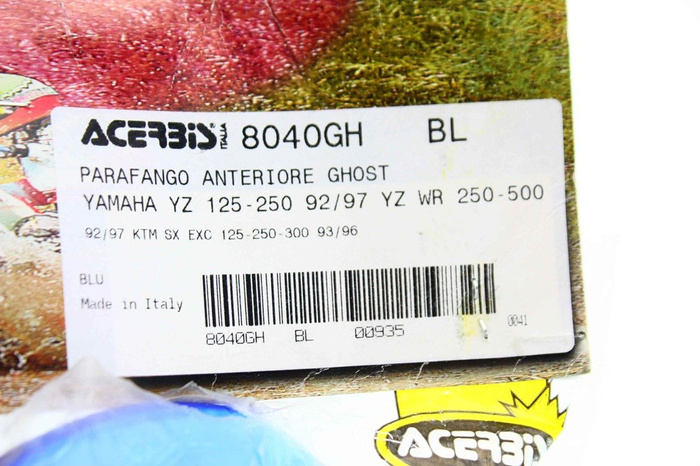 ACERBIS® ITALIA 8040GH BL
PARAFANGO ANTERIORE GHOST
YAMAHA YZ 125-250 92/97 YZ WR 250-500
92/97 KTM SX EXC 125-250-300 93/96
BLU
Made in Italy
8040GH BL 00935
0041
ACERBIS